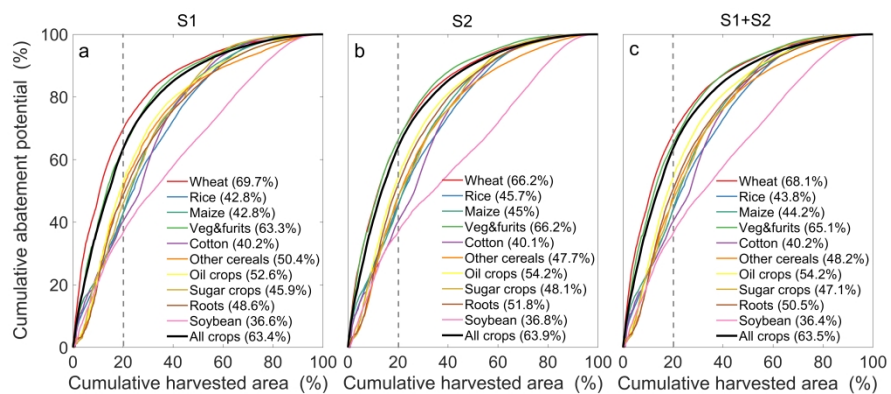 S1
S2
S1+S2
Cumulative abatement potential (%)
100
80
60
40
20
0
a
Wheat (69.7%)
Rice (42.8%)
Maize (42.8%)
Veg&furits (63.3%)
Cotton (40.2%)
Other cereals (50.4%)
Oil crops (52.6%)
Sugar crops (45.9%)
Roots (48.6%)
Soybean (36.6%)
All crops (63.4%)
0 20 40 60 80 100
Cumulative harvested area (%)
b
Wheat (66.2%)
Rice (45.7%)
Maize (45%)
Veg&furits (66.2%)
Cotton (40.1%)
Other cereals (47.7%)
Oil crops (54.2%)
Sugar crops (48.1%)
Roots (51.8%)
Soybean (36.8%)
All crops (63.9%)
0 20 40 60 80 100
Cumulative harvested area (%)
c
Wheat (68.1%)
Rice (43.8%)
Maize (44.2%)
Veg&furits (65.1%)
Cotton (40.2%)
Other cereals (48.2%)
Oil crops (54.2%)
Sugar crops (47.1%)
Roots (50.5%)
Soybean (36.4%)
All crops (63.5%)
0 20 40 60 80 100
Cumulative harvested area (%)